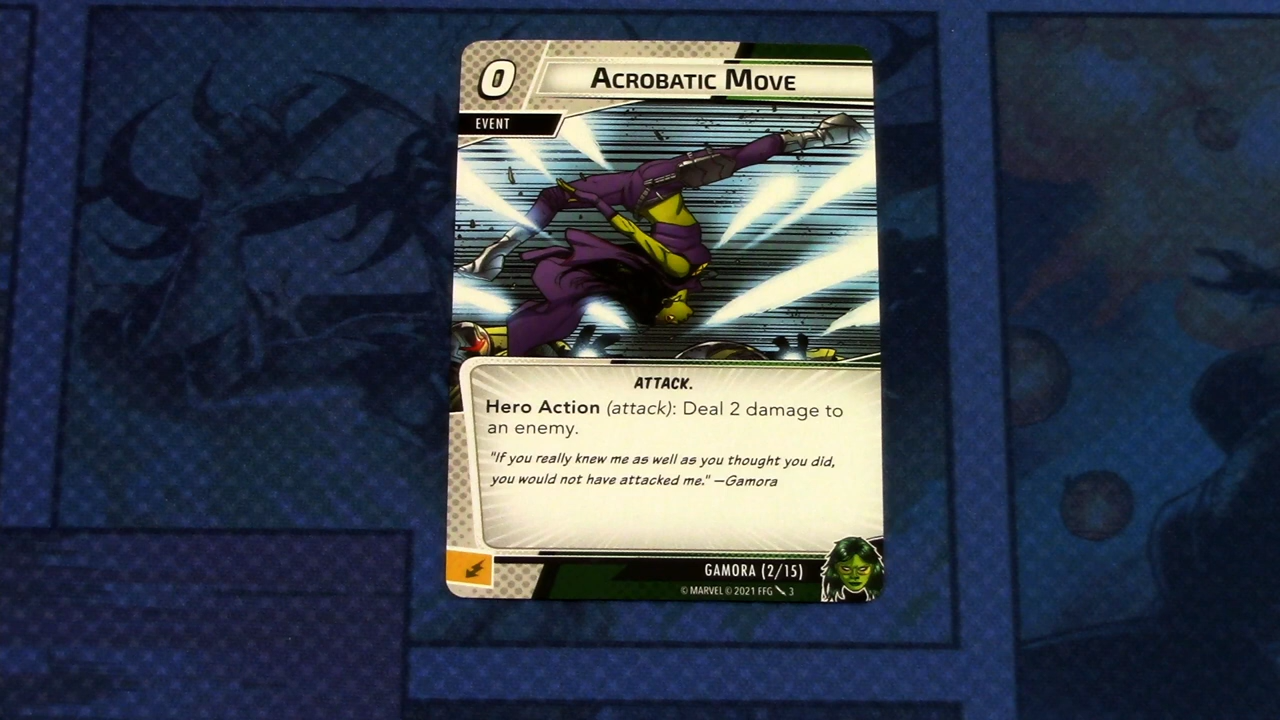 0
ACROBATIC MOVE
EVENT
ATTACK.
Hero Action (attack): Deal 2 damage to
an enemy.
"If you really knew me as well as you thought you did,
you would not have attacked me." —Gamora
GAMORA (2/15)
© MARVEL © 2021 FFG 3